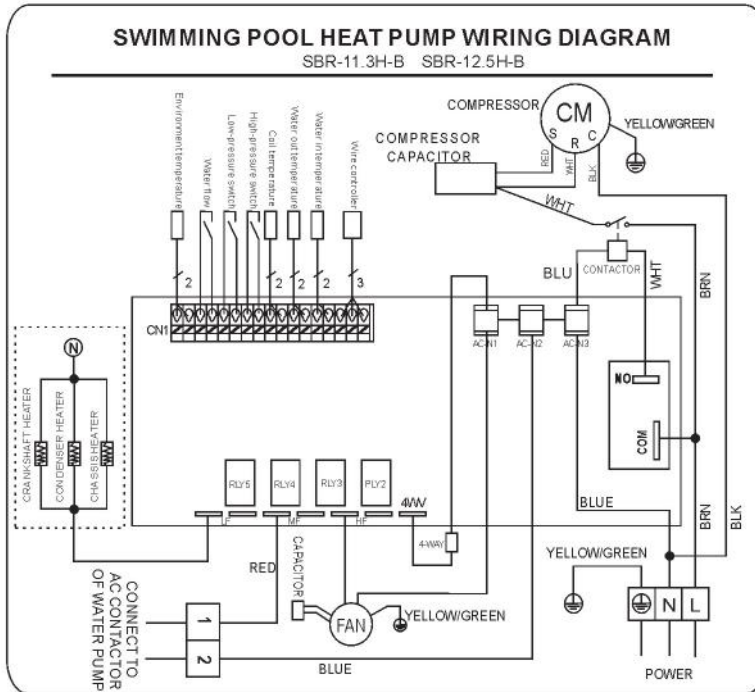 SWIMMING POOL HEAT PUMP WIRING DIAGRAM
SBR-11.3H-B SBR-12.5H-B
Environment temperature
Water flow
Low-pressure switch
High-pressure switch
Coil temperature
Water out temperature
Water in temperature
Wire controller
2
2
2
2
3
COMPRESSOR
CM
S
R
C
YELLOW/GREEN
COMPRESSOR
CAPACITOR
RED
WHT
BLK
WHT
CONTACTOR
BLU
WHT
BRN
CN1
AC-N1
AC-N2
AC-N3
NO
COM
N
CRANKSHAFT HEATER
CONDENSER HEATER
CHASSISHEATER
RLY5
RLY4
RLY3
PLY2
4WV
LF
MF
HF
BLUE
BRN
BLK
4-WAY
RED
CAPACITOR
FAN
YELLOW/GREEN
YELLOW/GREEN
N
L
POWER
CONNECT TO
AC CONTACTOR
OF WATER PUMP
1
2
BLUE